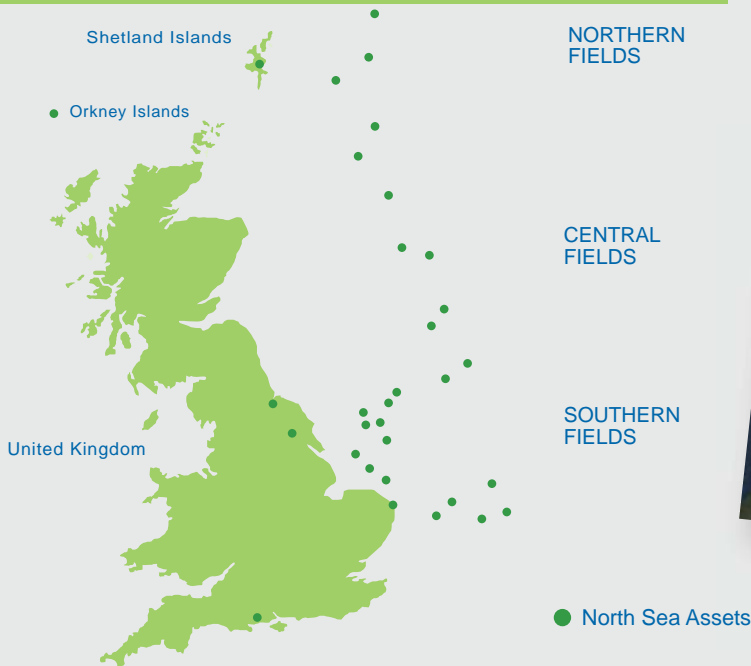 Shetland Islands
NORTHERN
FIELDS
Orkney Islands
CENTRAL
FIELDS
SOUTHERN
FIELDS
United Kingdom
North Sea Assets